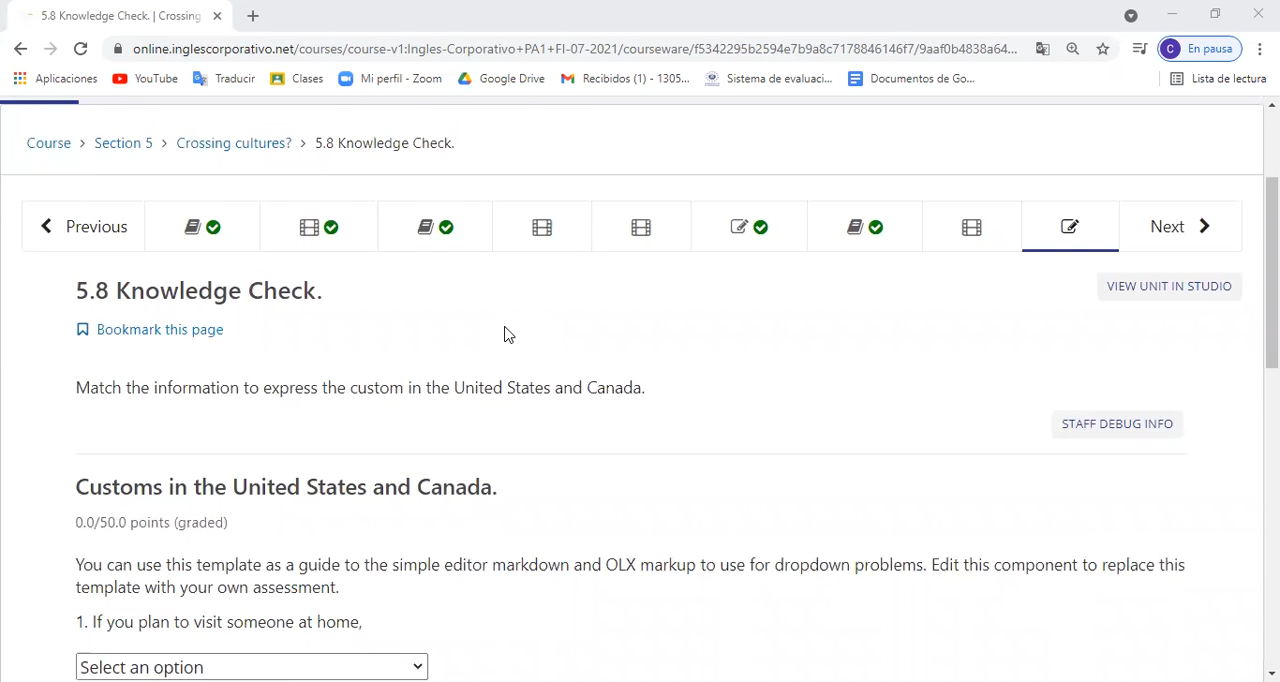 5.8 Knowledge Check. | Crossing
online.inglescorporativo.net/courses/course-v1:Ingles-Corporativo+PA1+FI-07-2021/courseware/f5342295b2594e7b9a8c7178846146f7/9aaf0b4838a64...
C En pausa
Aplicaciones YouTube Traducir Clases Mi perfil - Zoom Google Drive Recibidos (1) - 1305... Sistema de evaluaci... Documentos de Go... Lista de lectura
Course > Section 5 > Crossing cultures? > 5.8 Knowledge Check.
Previous Next
5.8 Knowledge Check.
VIEW UNIT IN STUDIO
Bookmark this page
Match the information to express the custom in the United States and Canada.
STAFF DEBUG INFO
Customs in the United States and Canada.
0.0/50.0 points (graded)
You can use this template as a guide to the simple editor markdown and OLX markup to use for dropdown problems. Edit this component to replace this
template with your own assessment.
1. If you plan to visit someone at home,
Select an option